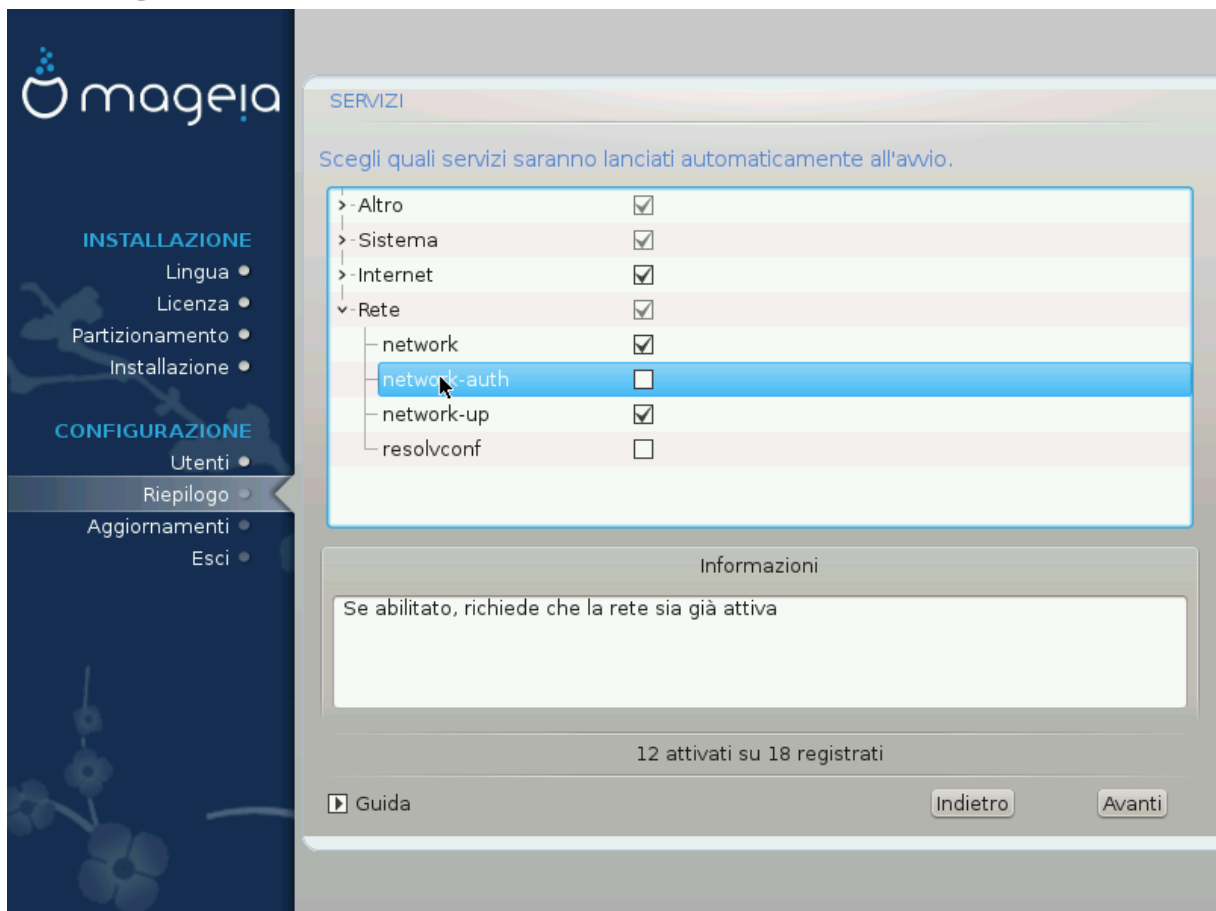 mageia
INSTALLAZIONE
Lingua
Licenza
Partizionamento
Installazione
CONFIGURAZIONE
Utenti
Riepilogo
Aggiornamenti
Esci
SERVIZI
Scegli quali servizi saranno lanciati automaticamente all'avvio.
Altro
Sistema
Internet
Rete
network
network-auth
network-up
resolvconf
Informazioni
Se abilitato, richiede che la rete sia già attiva
12 attivati su 18 registrati
Guida
Indietro
Avanti